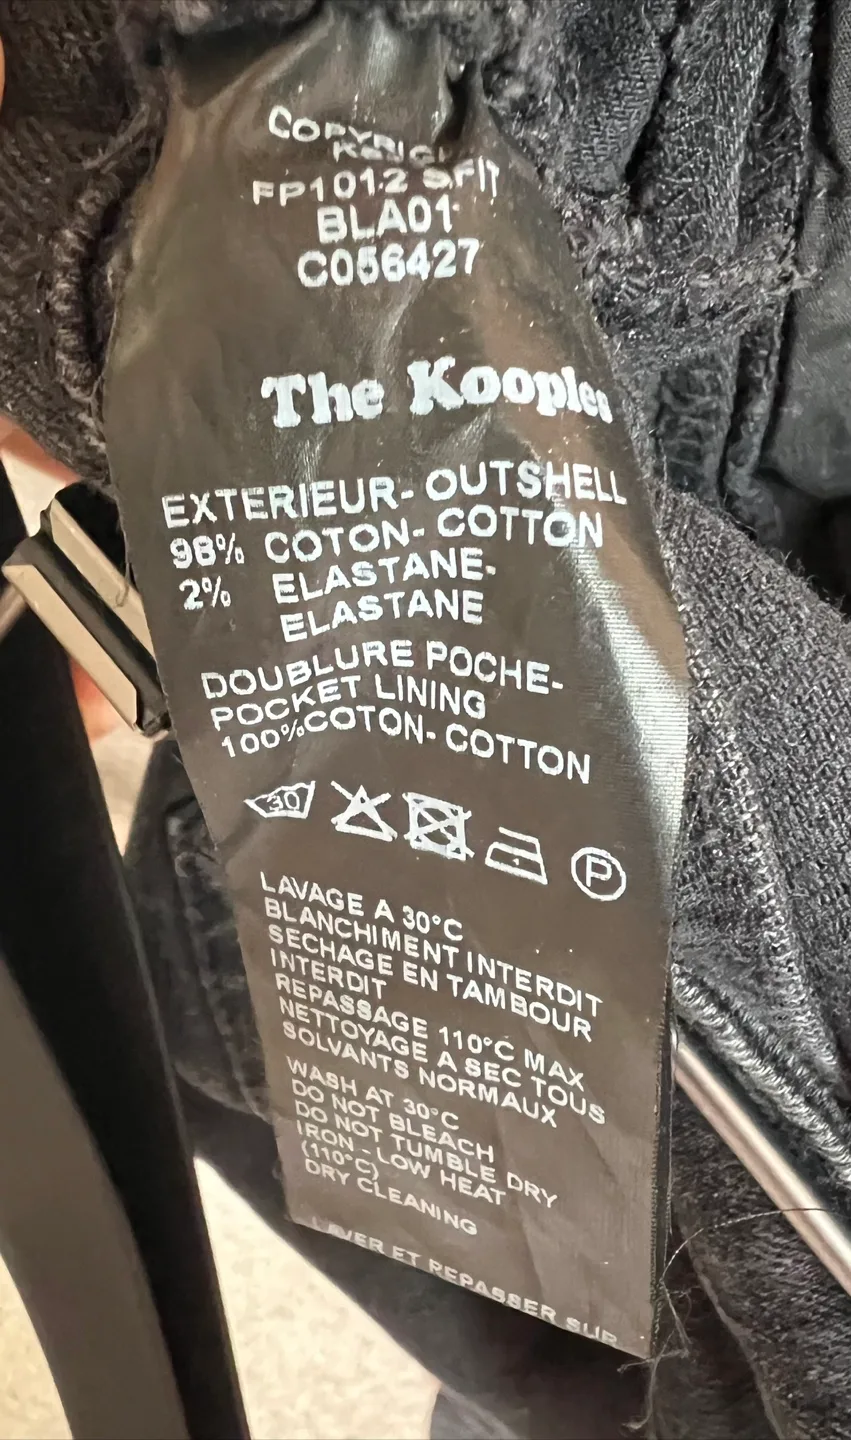 COPYRIGH
FP1012 SFIT
BLA01
C056427
The Kooples
EXTERIEUR- OUTSHELL
98% COTON- COTTON
2% ELASTANE-
ELASTANE
DOUBLURE POCHE-
POCKET LINING
100%COTON- COTTON
30
P
LAVAGE A 30°C
BLANCHIMENT INTERDIT
SECHAGE EN TAMBOUR
INTERDIT
REPASSAGE 110°C MAX
NETTOYAGE A SEC TOUS
SOLVANTS NORMAUX
WASH AT 30°C
DO NOT BLEACH
DO NOT TUMBLE DRY
IRON - LOW HEAT
(110°C)
DRY CLEANING
LAVER ET REPASSER SUR